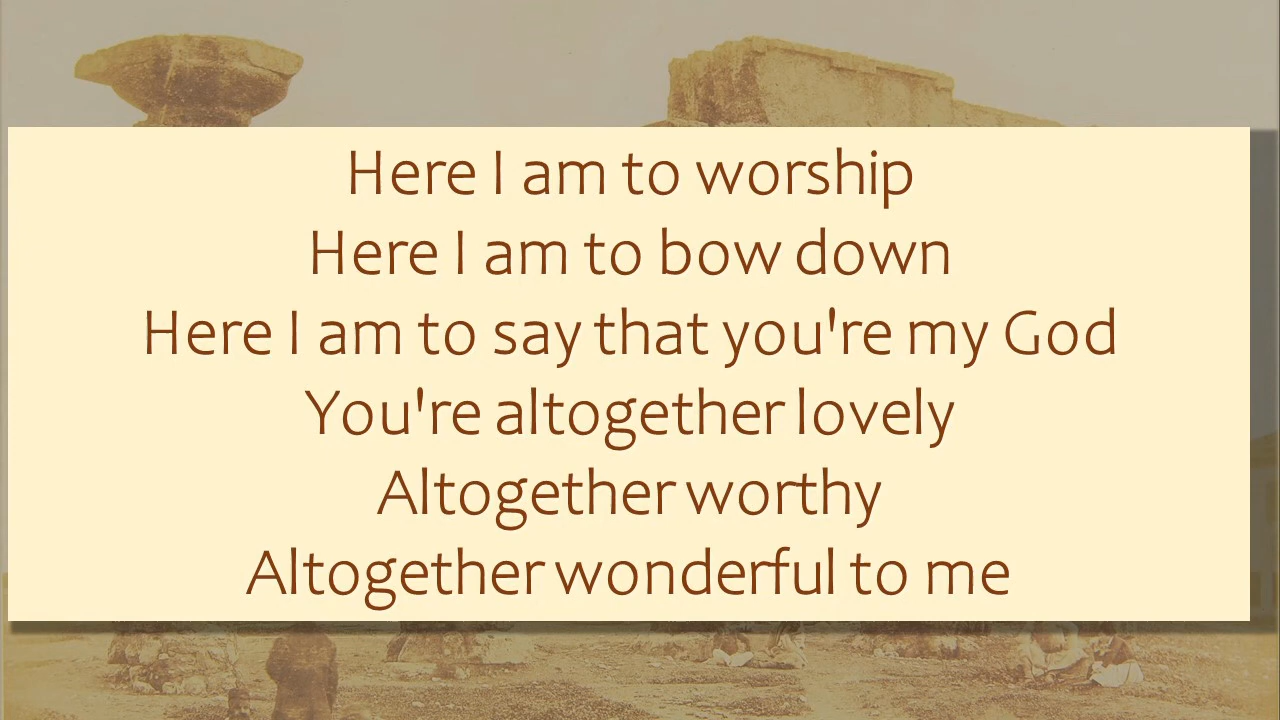 Here I am to worship
Here I am to bow down
Here I am to say that you're my God
You're altogether lovely
Altogether worthy
Altogether wonderful to me